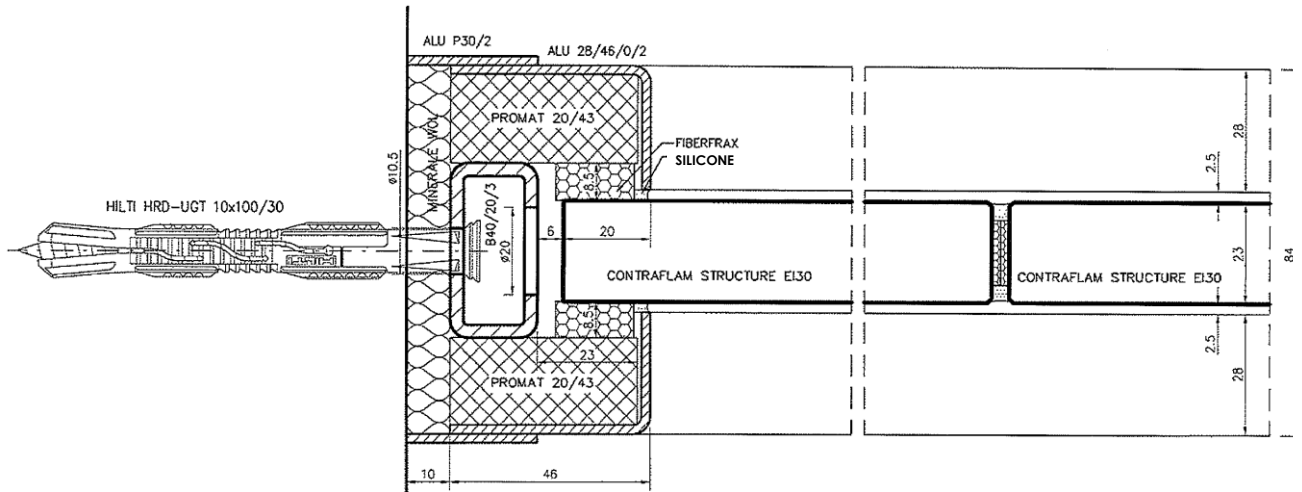 ALU P30/2
ALU 28/46/0/2
PROMAT 20/43
MINERALE WOL
FIBERFRAX
SILICONE
ø10.5
HILTI HRD-UGT 10x100/30
B40/20/3
ø20
8.5
6
20
CONTRAFLAM STRUCTURE EI30
CONTRAFLAM STRUCTURE EI30
8.5
23
PROMAT 20/43
10
46
28
2.5
23
84
2.5
28